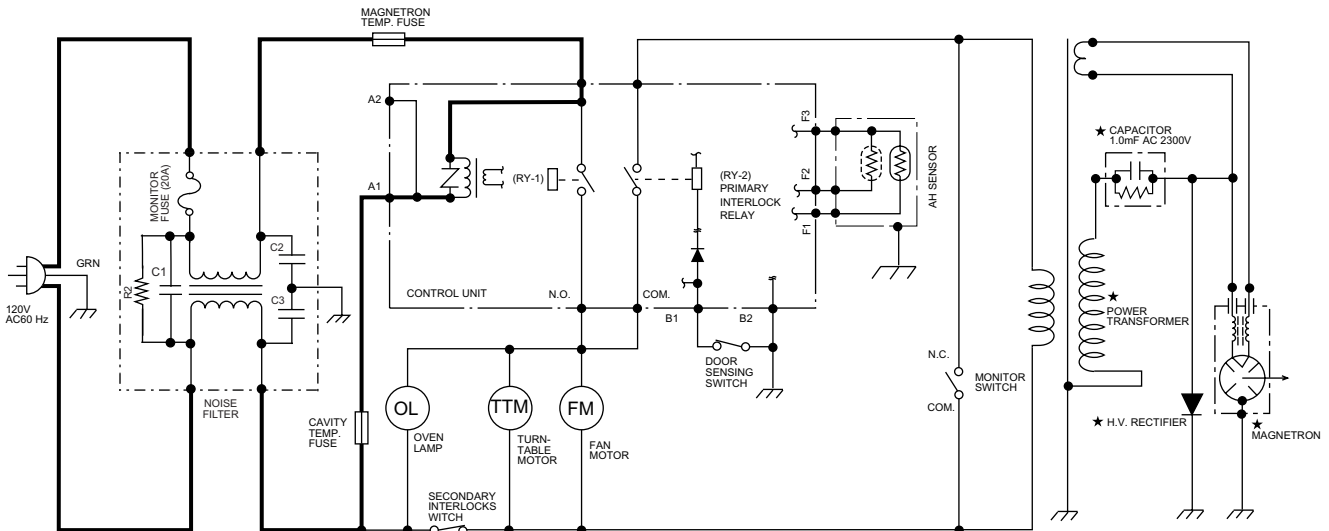 MAGNETRON
TEMP. FUSE
A2
F3
★ CAPACITOR
1.0mF AC 2300V
MONITOR
FUSE (20A)
A1
(RY-1)
(RY-2)
PRIMARY
INTERLOCK
RELAY
F2
F1
AH SENSOR
GRN
C1
C2
R2
C3
120V
AC60 Hz
CONTROL UNIT
N.O.
COM.
B1
B2
★
POWER
TRANSFORMER
DOOR
SENSING
SWITCH
N.C.
MONITOR
SWITCH
COM.
NOISE
FILTER
CAVITY
TEMP.
FUSE
OL
OVEN
LAMP
TTM
TURN-
TABLE
MOTOR
FM
FAN
MOTOR
★ H.V. RECTIFIER
★
MAGNETRON
SECONDARY
INTERLOCKS
WITCH